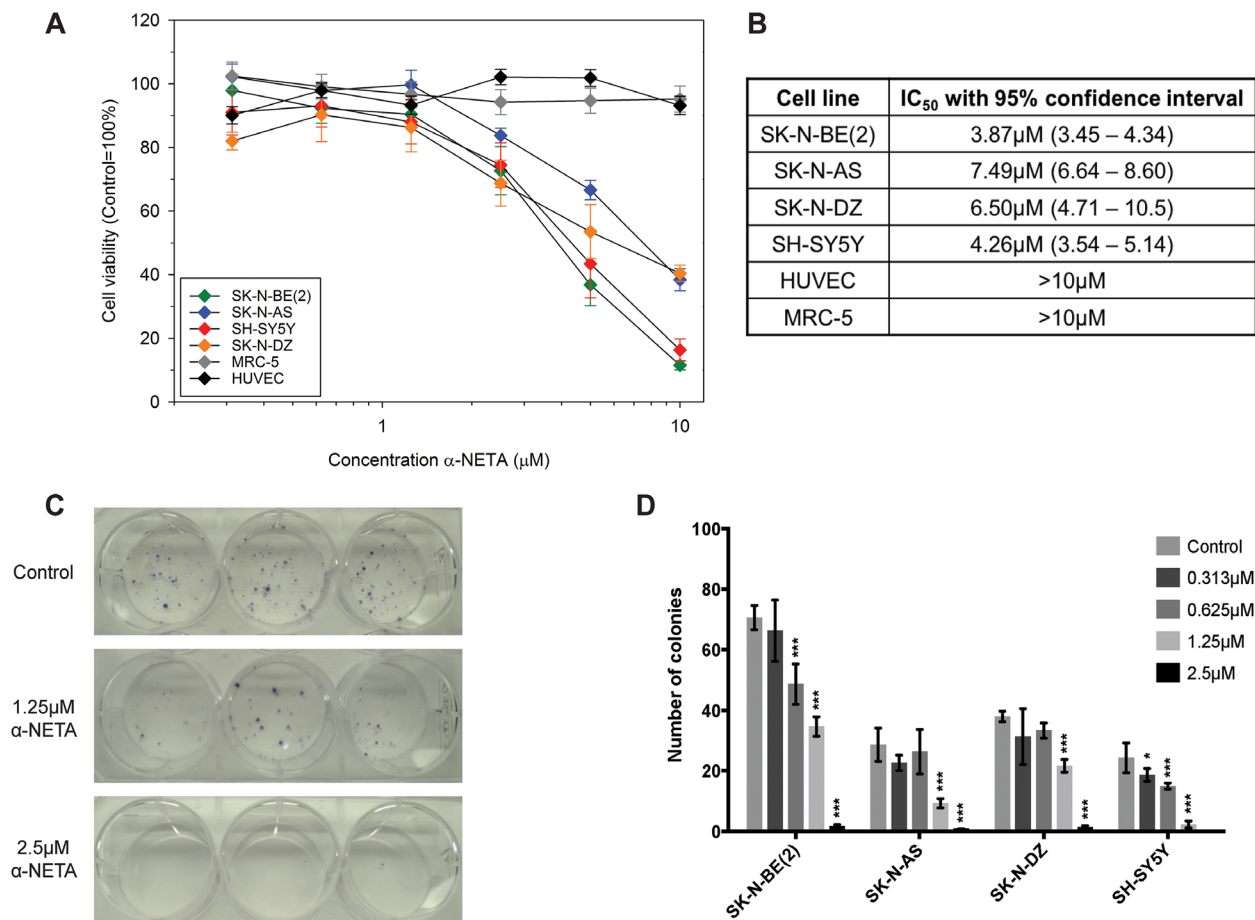 A
120
100
80
60
40
20
0
Cell viability (Control=100%)
SK-N-BE(2)
SK-N-AS
SH-SY5Y
SK-N-DZ
MRC-5
HUVEC
1
10
Concentration α-NETA (μM)
B
Cell line IC50 with 95% confidence interval
SK-N-BE(2) 3.87μM (3.45 – 4.34)
SK-N-AS 7.49μM (6.64 – 8.60)
SK-N-DZ 6.50μM (4.71 – 10.5)
SH-SY5Y 4.26μM (3.54 – 5.14)
HUVEC >10μM
MRC-5 >10μM
C
Control
1.25μM
α-NETA
2.5μM
α-NETA
D
100
80
60
40
20
0
Number of colonies
Control
0.313μM
0.625μM
1.25μM
2.5μM
***
***
***
***
***
***
***
*
***
***
SK-N-BE(2)
SK-N-AS
SK-N-DZ
SH-SY5Y